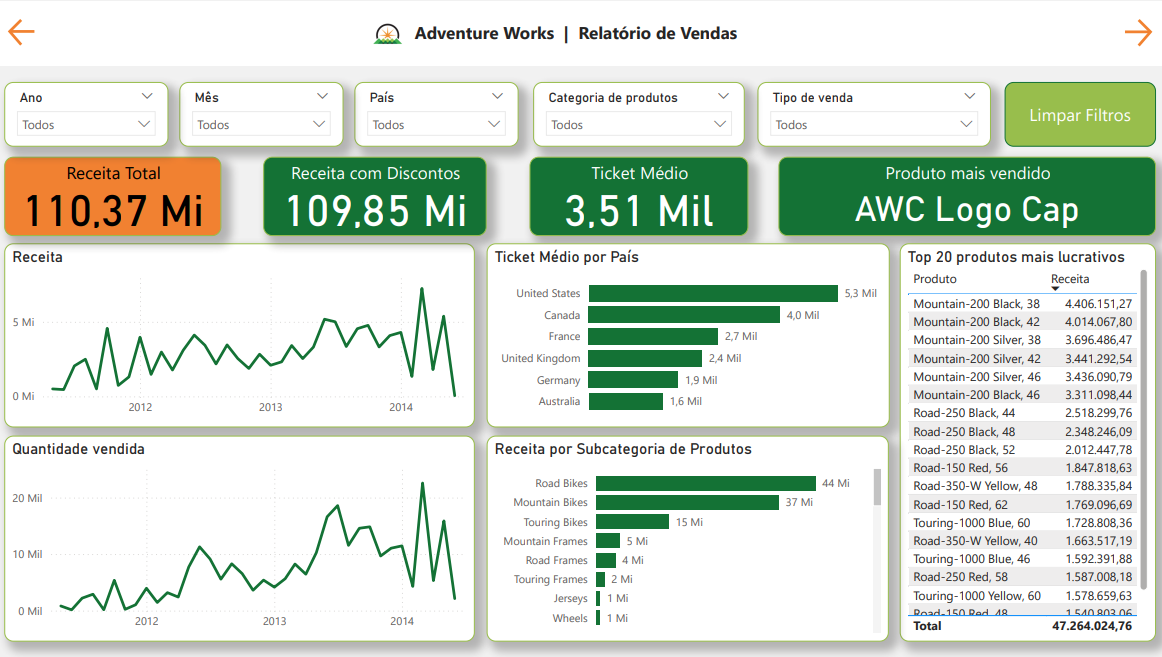 Adventure Works | Relatório de Vendas
Ano
Todos
Mês
Todos
País
Todos
Categoria de produtos
Todos
Tipo de venda
Todos
Limpar Filtros
Receita Total
110,37 Mi
Receita com Discontos
109,85 Mi
Ticket Médio
3,51 Mil
Produto mais vendido
AWC Logo Cap
Receita
5 Mi
0 Mi
2012 2013 2014
Ticket Médio por País
United States 5,3 Mil
Canada 4,0 Mil
France 2,7 Mil
United Kingdom 2,4 Mil
Germany 1,9 Mil
Australia 1,6 Mil
Quantidade vendida
20 Mil
10 Mil
0 Mil
2012 2013 2014
Receita por Subcategoria de Produtos
Road Bikes 44 Mi
Mountain Bikes 37 Mi
Touring Bikes 15 Mi
Mountain Frames 5 Mi
Road Frames 4 Mi
Touring Frames 2 Mi
Jerseys 1 Mi
Wheels 1 Mi
Top 20 produtos mais lucrativos
Produto Receita
Mountain-200 Black, 38 4.406.151,27
Mountain-200 Black, 42 4.014.067,80
Mountain-200 Silver, 38 3.696.486,47
Mountain-200 Silver, 42 3.441.292,54
Mountain-200 Silver, 46 3.436.090,79
Mountain-200 Black, 46 3.311.098,44
Road-250 Black, 44 2.518.299,76
Road-250 Black, 48 2.348.246,09
Road-250 Black, 52 2.012.447,78
Road-150 Red, 56 1.847.818,63
Road-350-W Yellow, 48 1.788.335,84
Road-150 Red, 62 1.769.096,69
Touring-1000 Blue, 60 1.728.808,36
Road-350-W Yellow, 40 1.663.517,19
Touring-1000 Blue, 46 1.592.391,88
Road-250 Red, 58 1.587.008,18
Touring-1000 Yellow, 60 1.578.659,63
Road-150 Red, 48 1.540.803,06
Total 47.264.024,76